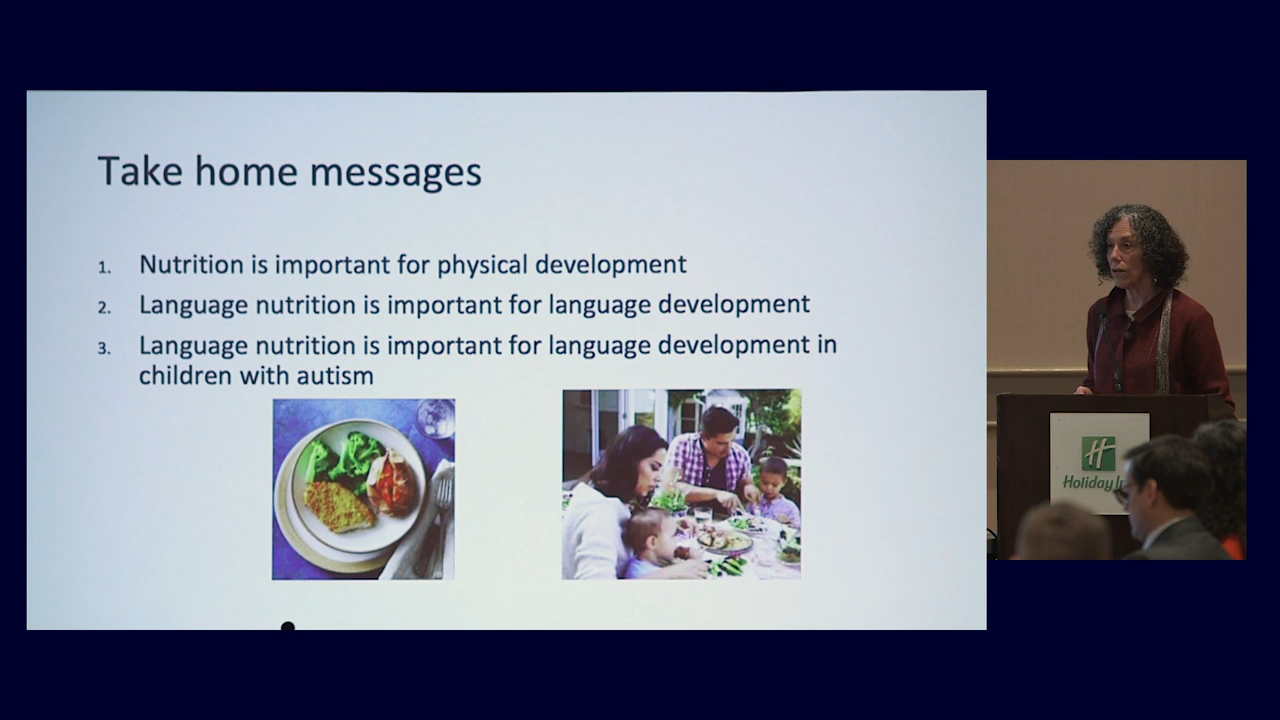 Take home messages
1. Nutrition is important for physical development
2. Language nutrition is important for language development
3. Language nutrition is important for language development in
children with autism
Holiday